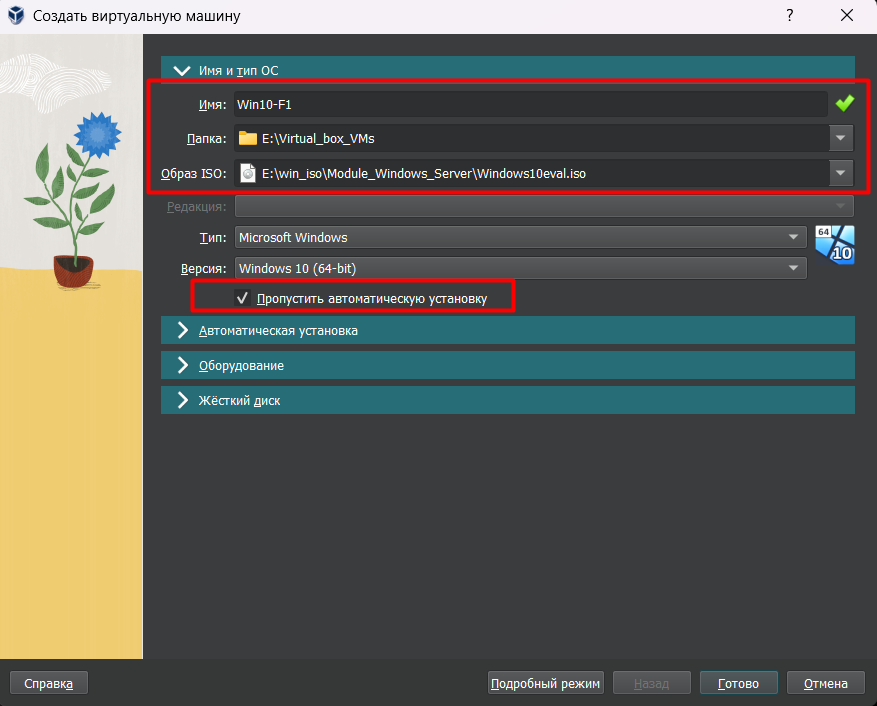 Создать виртуальную машину ?
Имя и тип ОС
Имя: Win10-F1
Папка: E:\Virtual_box_VMs
Образ ISO: E:\win_iso\Module_Windows_Server\Windows10eval.iso
Редакция:
Тип: Microsoft Windows 64
Версия: Windows 10 (64-bit) 10
Пропустить автоматическую установку
Автоматическая установка
Оборудование
Жёсткий диск
Справка Подробный режим Назад Готово Отмена